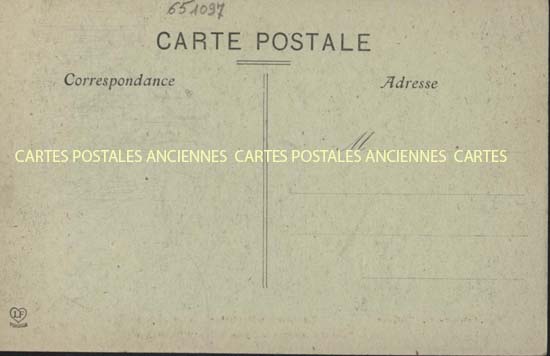 651097
CARTE POSTALE
Correspondance
Adresse
M
CARTES POSTALES ANCIENNES CARTES POSTALES ANCIENNES CARTES